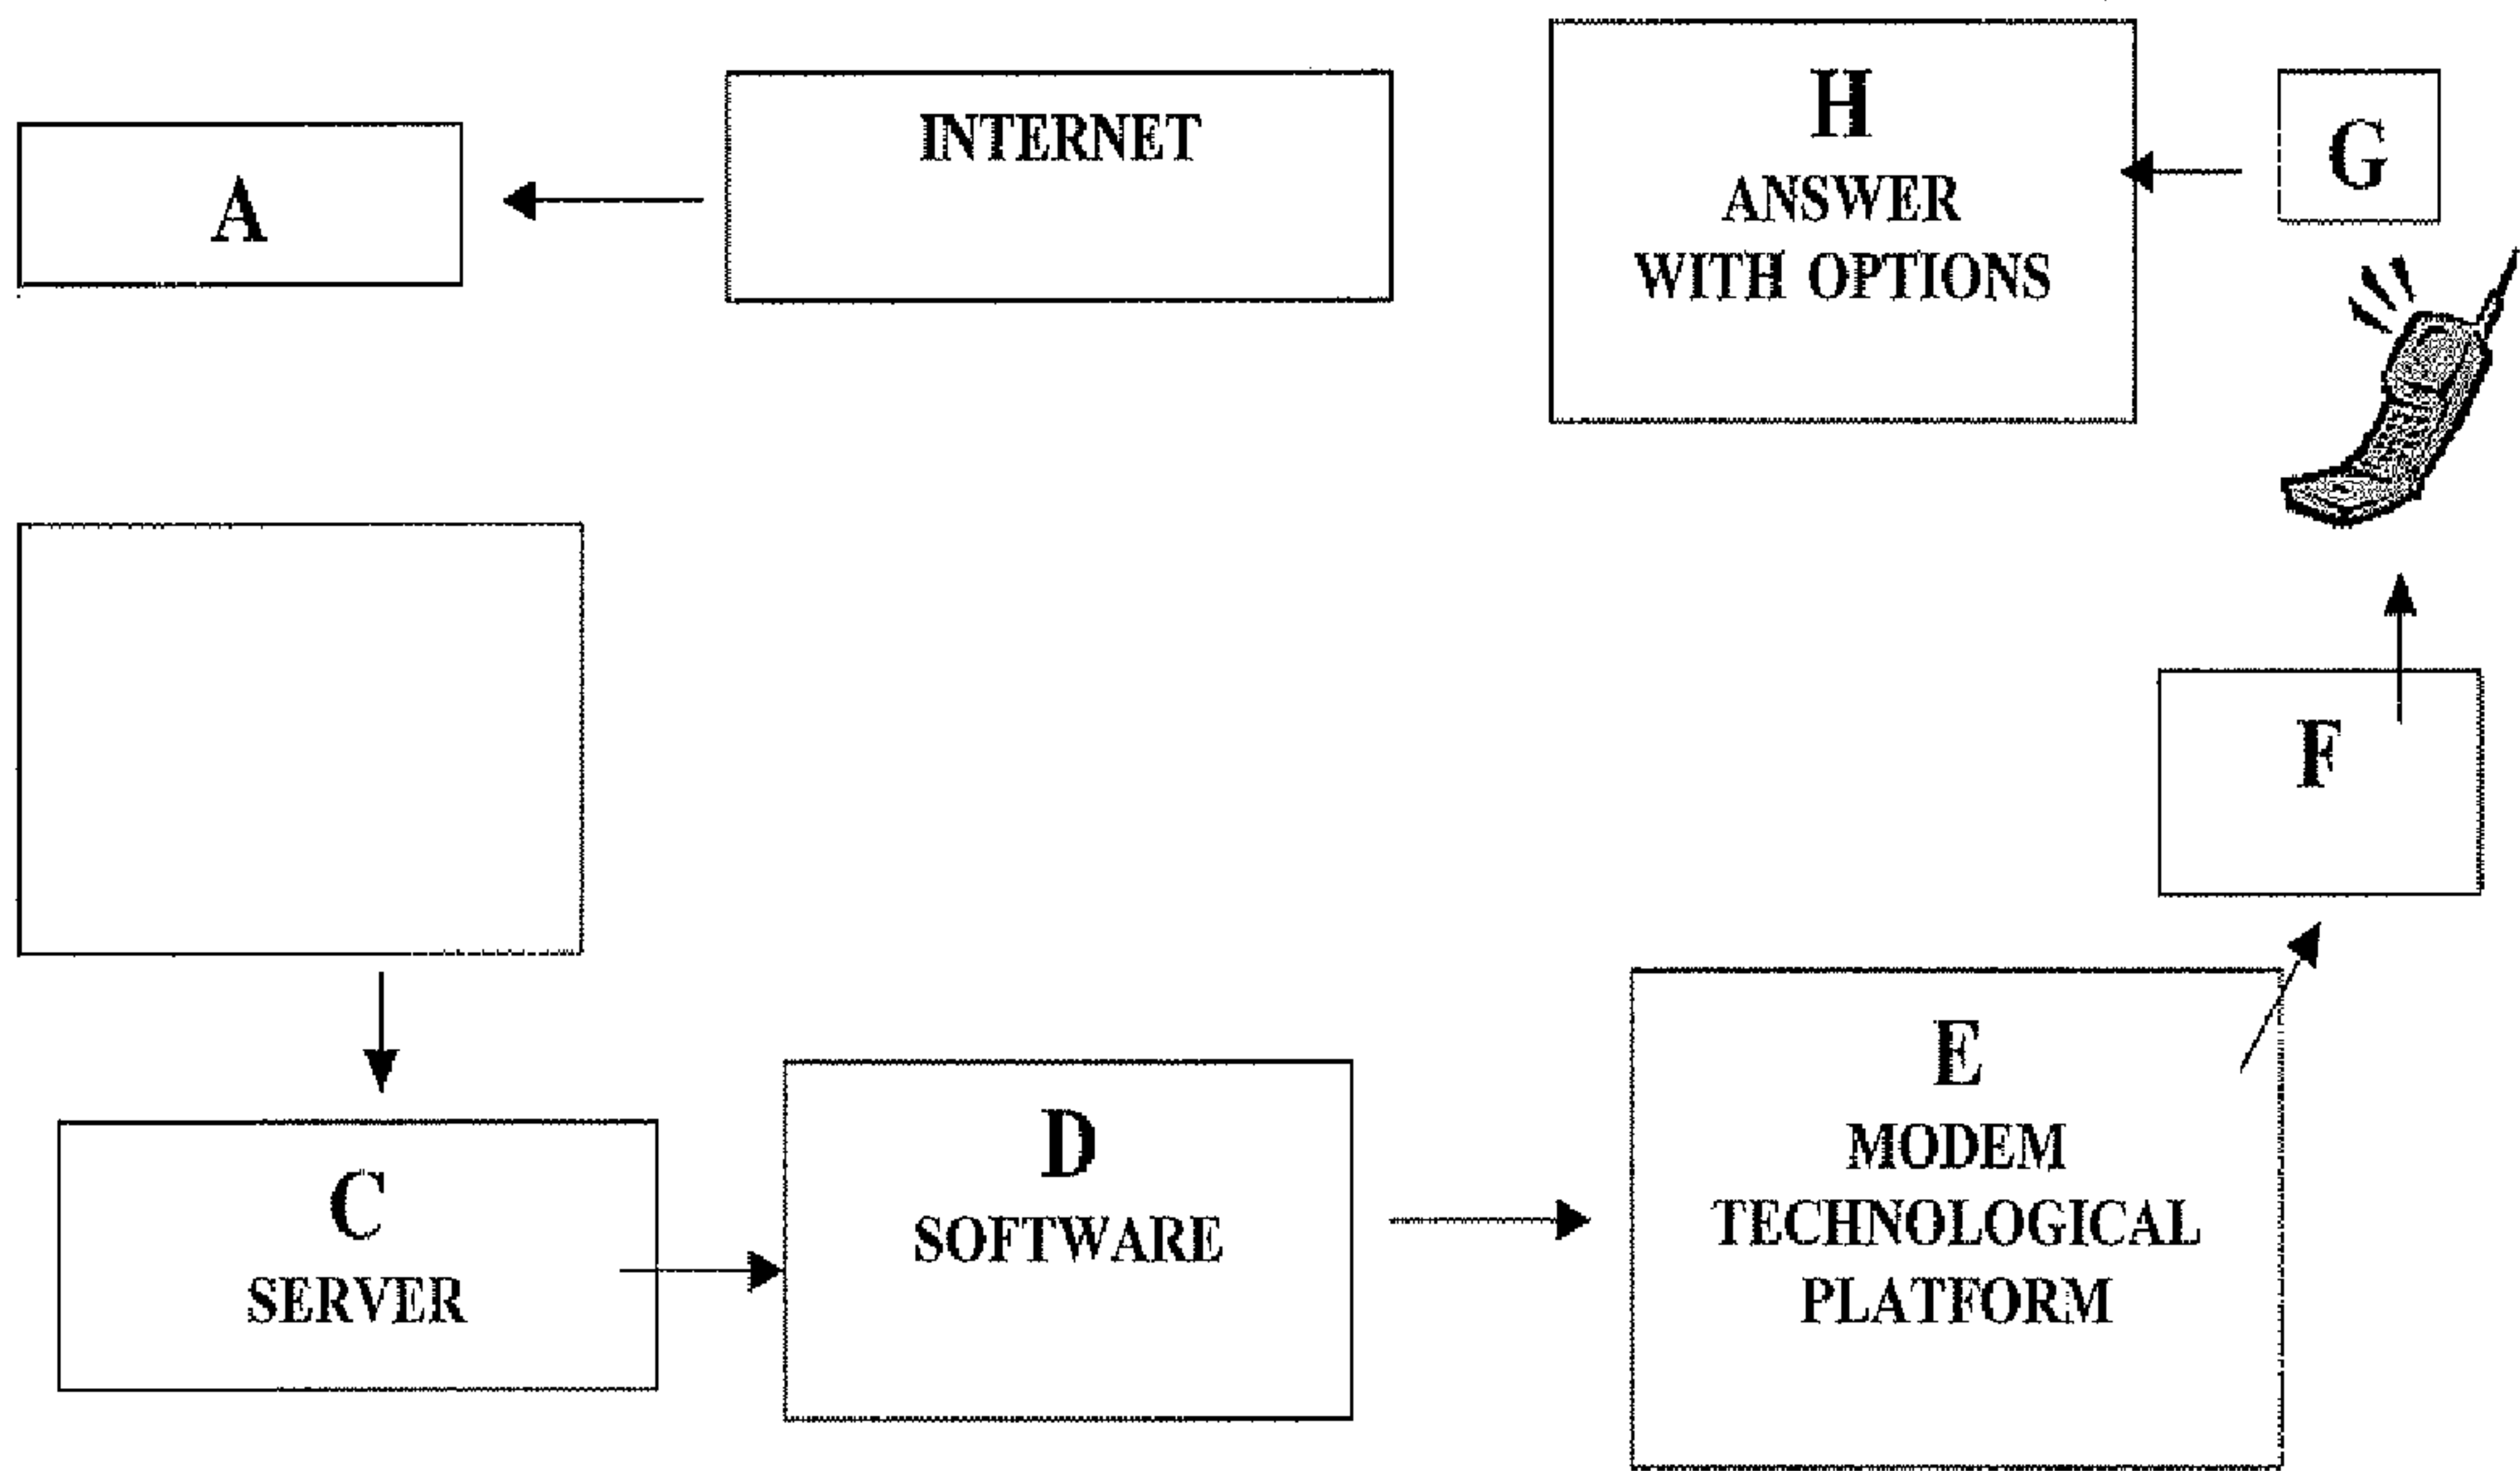 A
INTERNET
H
ANSWER
WITH OPTIONS
G
F
C
SERVER
D
SOFTWARE
E
MODEM
TECHNOLOGICAL
PLATFORM